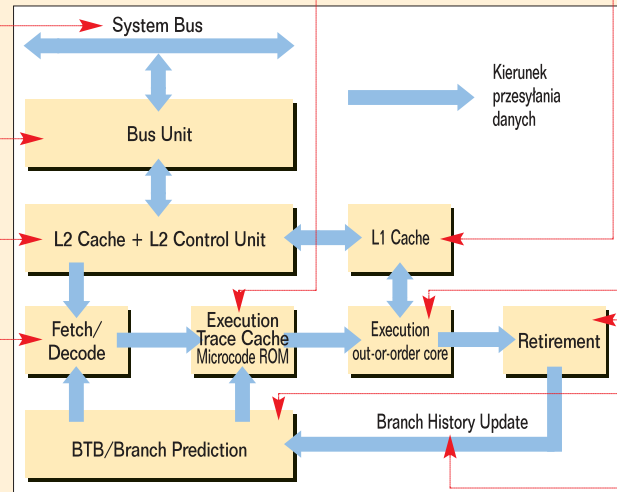 System Bus
Kierunek
przesyłania
danych
Bus Unit
L2 Cache + L2 Control Unit
L1 Cache
Fetch/
Decode
Execution
Trace Cache
Microcode ROM
Execution
out-or-order core
Retirement
Branch History Update
BTB/Branch Prediction